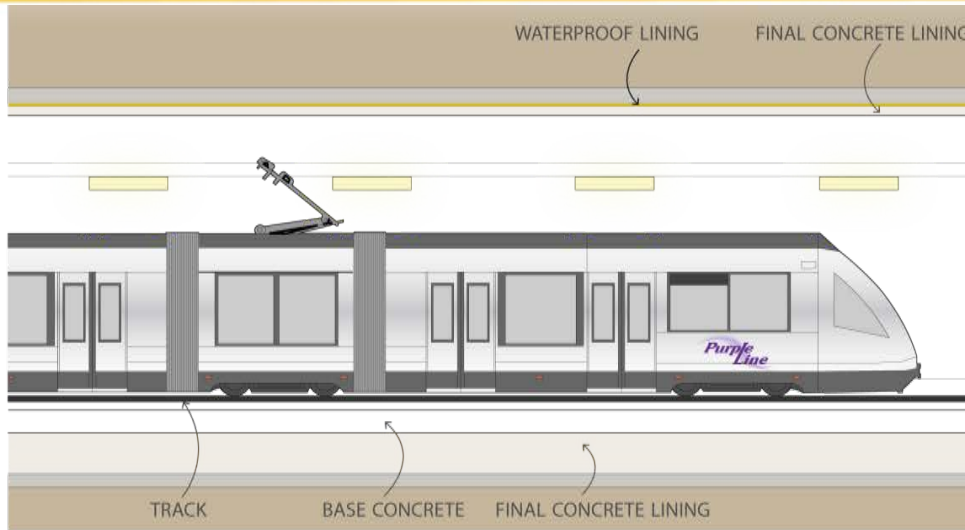 WATERPROOF LINING
FINAL CONCRETE LINING
Purple
Line
TRACK
BASE CONCRETE
FINAL CONCRETE LINING